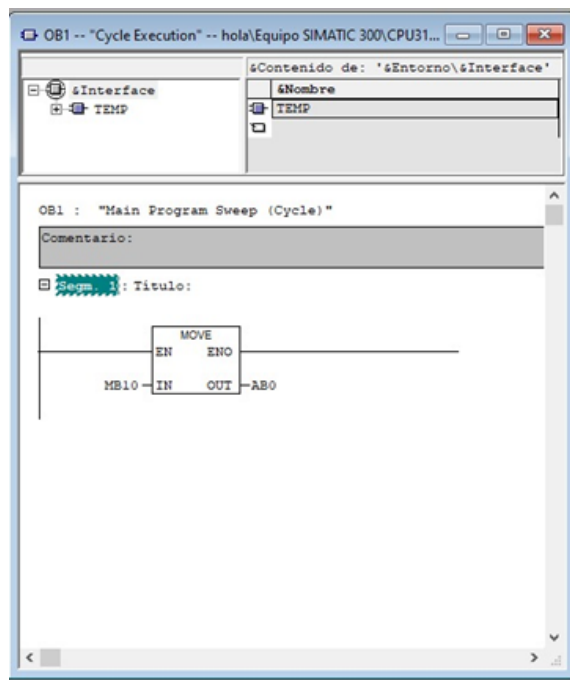 OB1 -- "Cycle Execution" -- hola\Equipo SIMATIC 300\CPU31...
&Contenido de: '&Entorno\&Interface'
&Interface
TEMP
&Nombre
TEMP
OB1 : "Main Program Sweep (Cycle)"
Comentario:
Segm. 1: Título:
MOVE
EN ENO
MB10 IN OUT AB0